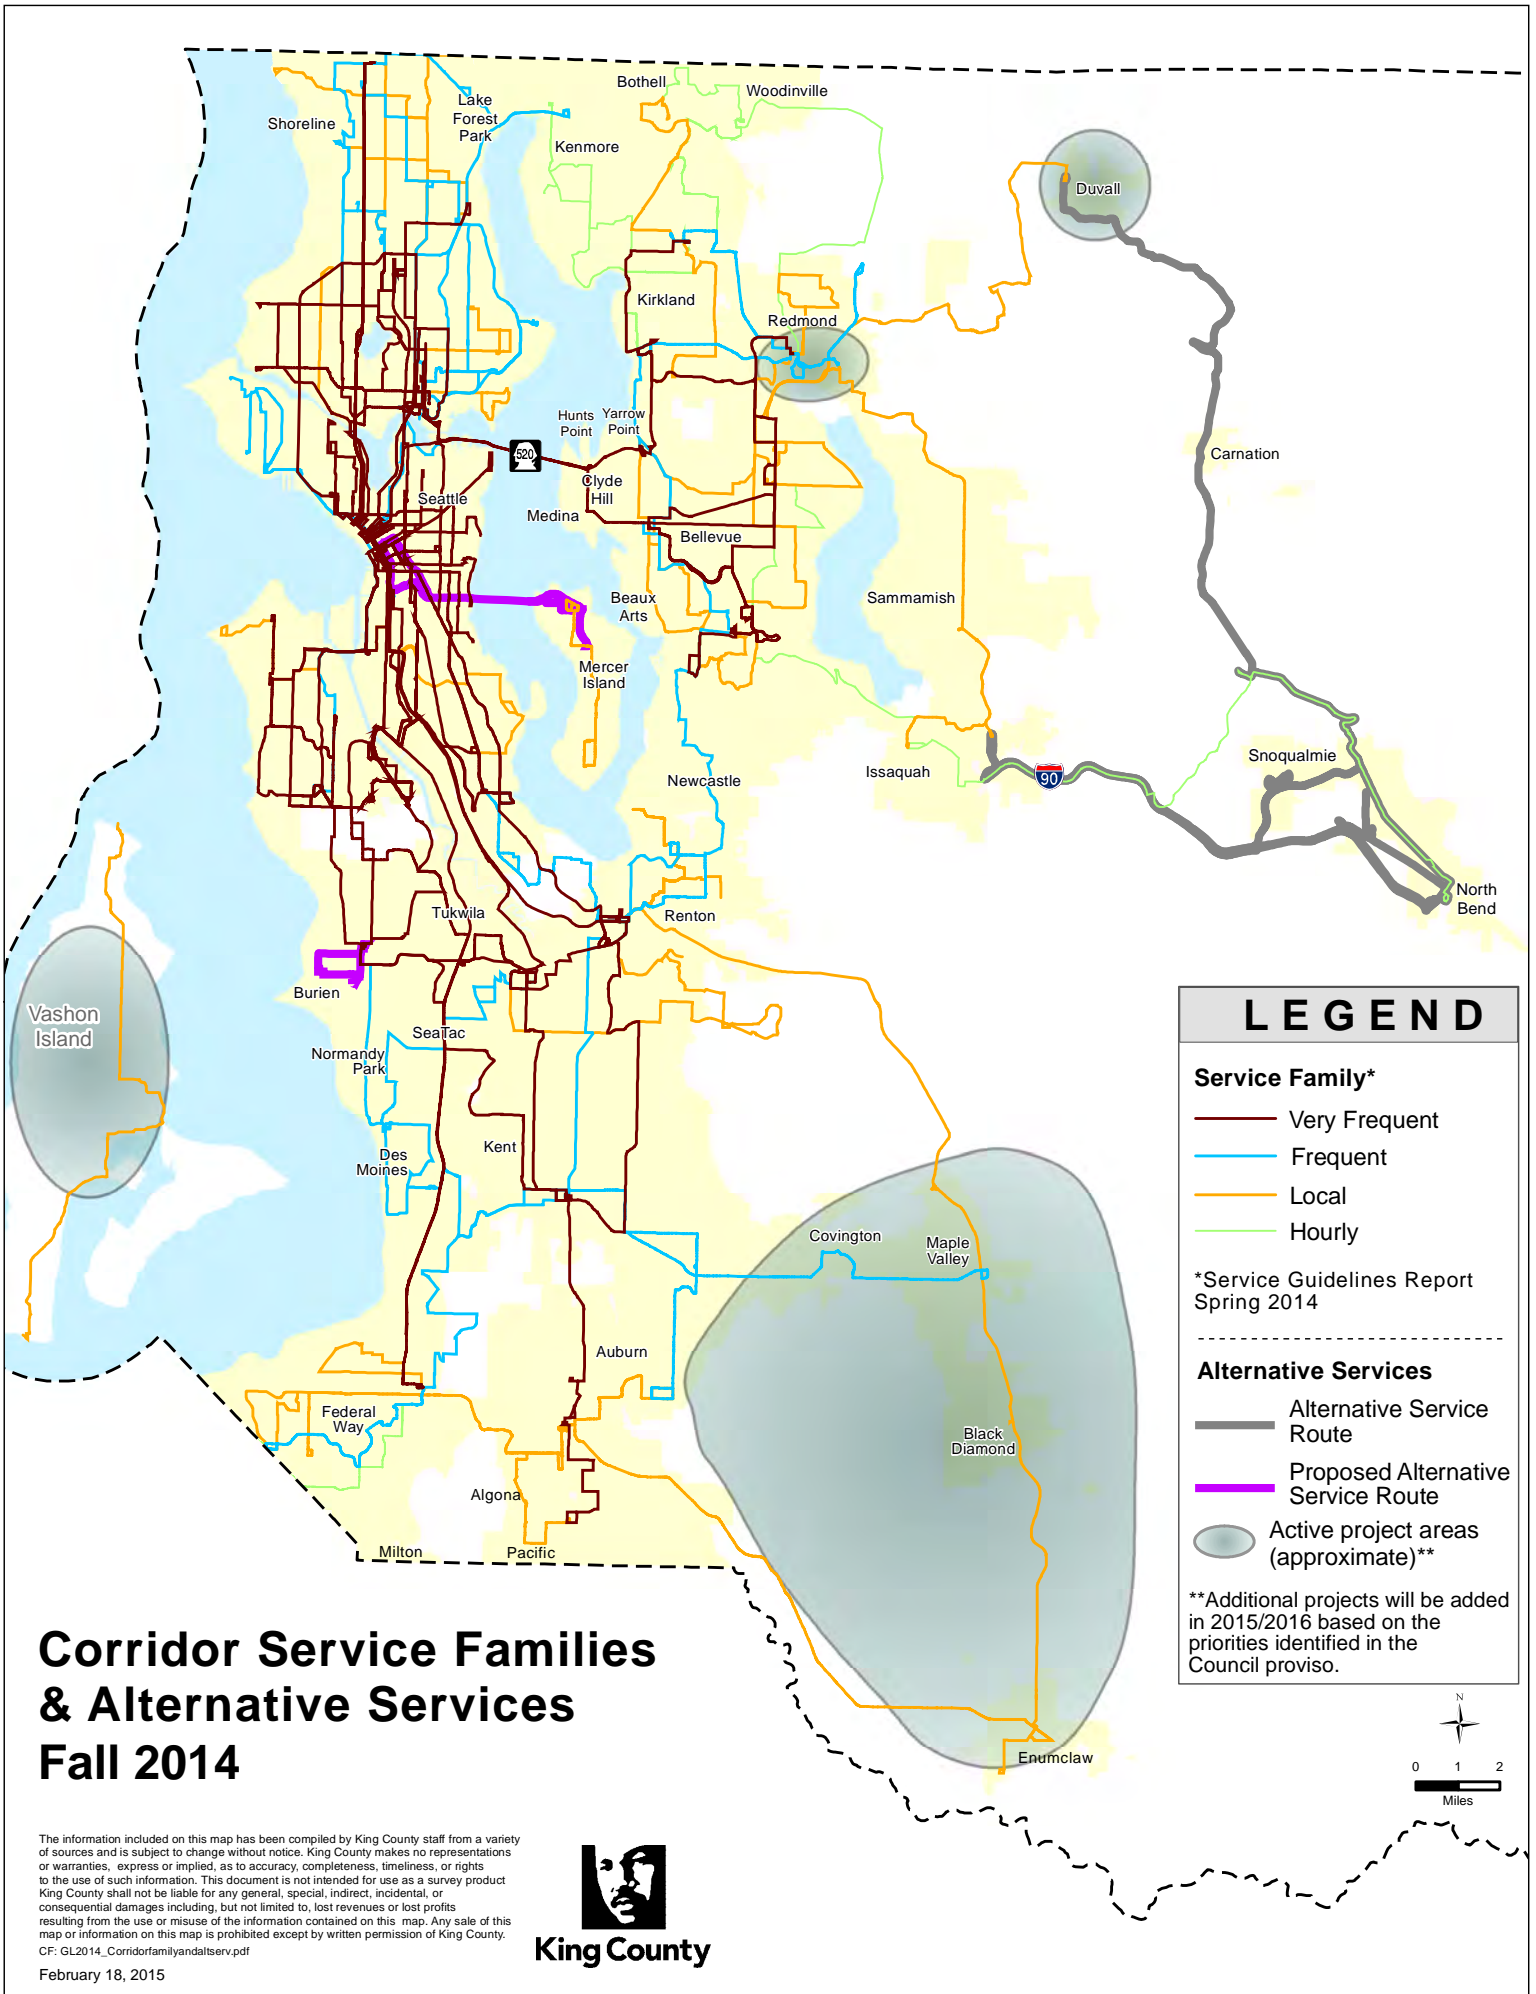 Bothell
Woodinville
Lake
Forest
Park
Shoreline
Kenmore
Duvall
Kirkland
Redmond
Hunts
Point
Yarrow
Point
520
Carnation
Clyde
Hill
Seattle
Medina
Bellevue
Beaux
Arts
Sammamish
Mercer
Island
Snoqualmie
Newcastle
Issaquah
90
North
Bend
Tukwila
Renton
Burien
Vashon
Island
SeaTac
Normandy
Park
Kent
Des
Moines
Covington
Maple
Valley
Auburn
Federal
Way
Black
Diamond
Algona
Milton
Pacific
Enumclaw
LEGEND
Service Family*
Very Frequent
Frequent
Local
Hourly
*Service Guidelines Report
Spring 2014
Alternative Services
Alternative Service
Route
Proposed Alternative
Service Route
Active project areas
(approximate)**
**Additional projects will be added
in 2015/2016 based on the
priorities identified in the
Council proviso.
N
0 1 2
Miles
Corridor Service Families
& Alternative Services
Fall 2014
The information included on this map has been compiled by King County staff from a variety
of sources and is subject to change without notice. King County makes no representations
or warranties, express or implied, as to accuracy, completeness, timeliness, or rights
to the use of such information. This document is not intended for use as a survey product
King County shall not be liable for any general, special, indirect, incidental, or
consequential damages including, but not limited to, lost revenues or lost profits
resulting from the use or misuse of the information contained on this map. Any sale of this
map or information on this map is prohibited except by written permission of King County.
CF: GL2014_Corridorfamilyandaltserv.pdf
February 18, 2015
King County